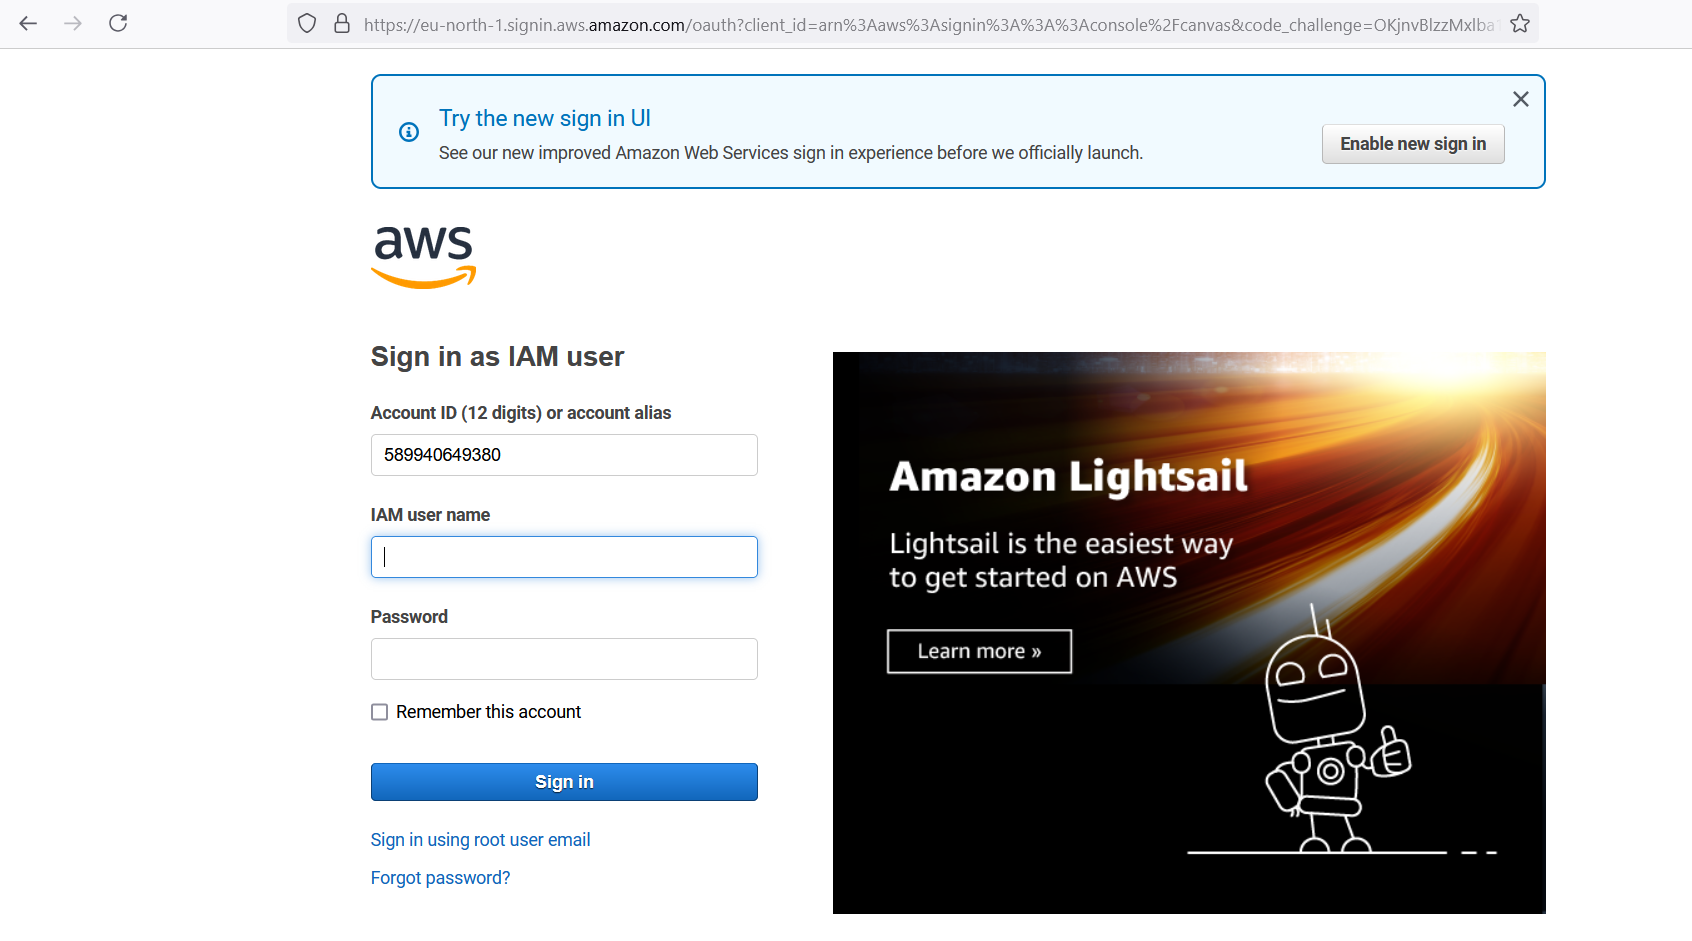 https://eu-north-1.signin.aws.amazon.com/oauth?client_id=arn%3Aaws%3Asignin%3A%3A%3Aconsole%2Fcanvas&code_challenge=OKjnvBlzzMxlba
Try the new sign in UI
See our new improved Amazon Web Services sign in experience before we officially launch.
Enable new sign in
aws
Sign in as IAM user
Account ID (12 digits) or account alias
589940649380
IAM user name
Password
Remember this account
Sign in
Sign in using root user email
Forgot password?
Amazon Lightsail
Lightsail is the easiest way
to get started on AWS
Learn more »